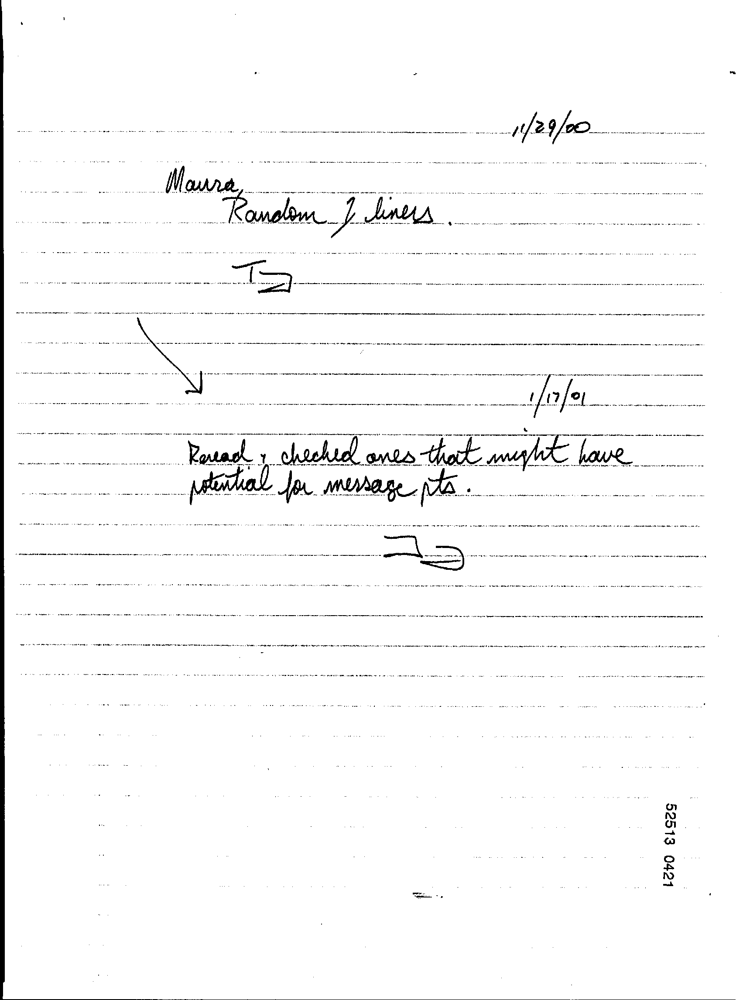 11/29/00
Maura,
Random 1 liners.
1/17/01
Reread & checked ones that might have
potential for message pts.
52513 0421